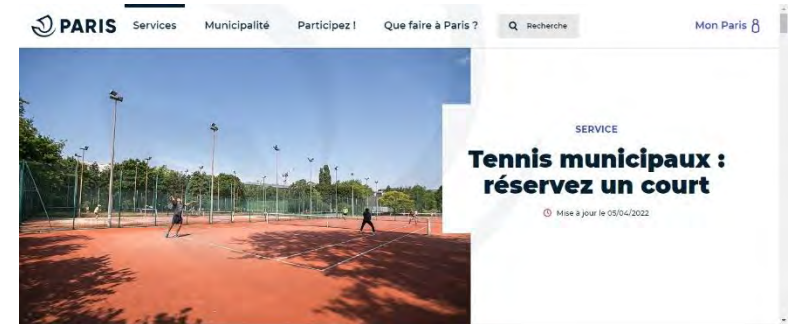 PARIS Services Municipalité Participez ! Que faire à Paris ? Recherche Mon Paris
SERVICE
Tennis municipaux :
réservez un court
Mise à jour le 05/04/2022